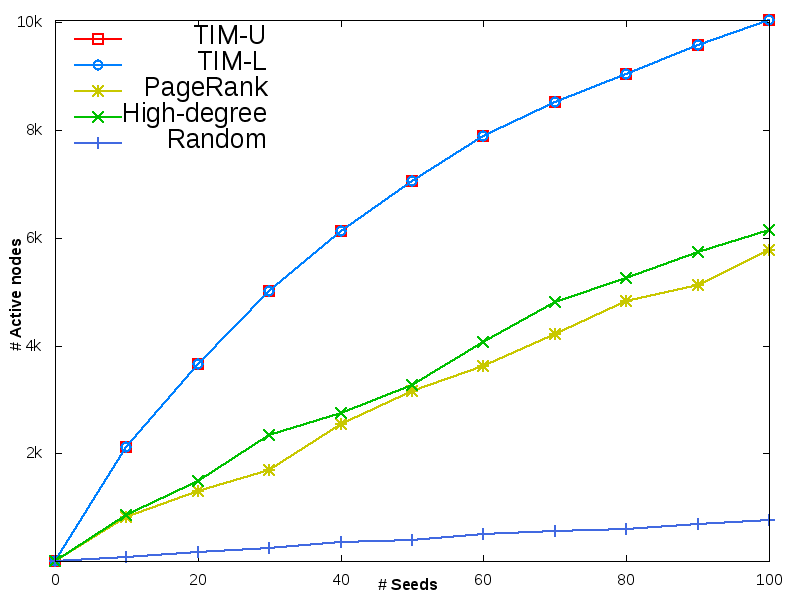 10k
TIM-U
TIM-L
PageRank
High-degree
Random
8k
6k
4k
2k
# Active nodes
0
20
40
60
80
100
# Seeds